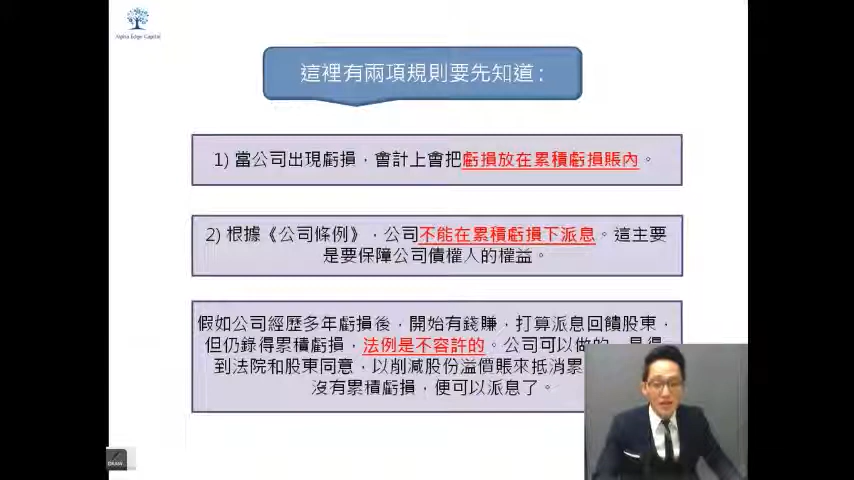 Alpha Edge Capital
這裡有兩項規則要先知道：
1) 當公司出現虧損，會計上會把虧損放在累積虧損賬內。
2) 根據《公司條例》，公司不能在累積虧損下派息。這主要
是要保障公司債權人的權益。
假如公司經歷多年虧損後，開始有錢賺，打算派息回饋股東，
但仍錄得累積虧損，法例是不容許的。公司可以做的，是得
到法院和股東同意，以削減股份溢價賬來抵消累
沒有累積虧損，便可以派息了。
DRAW